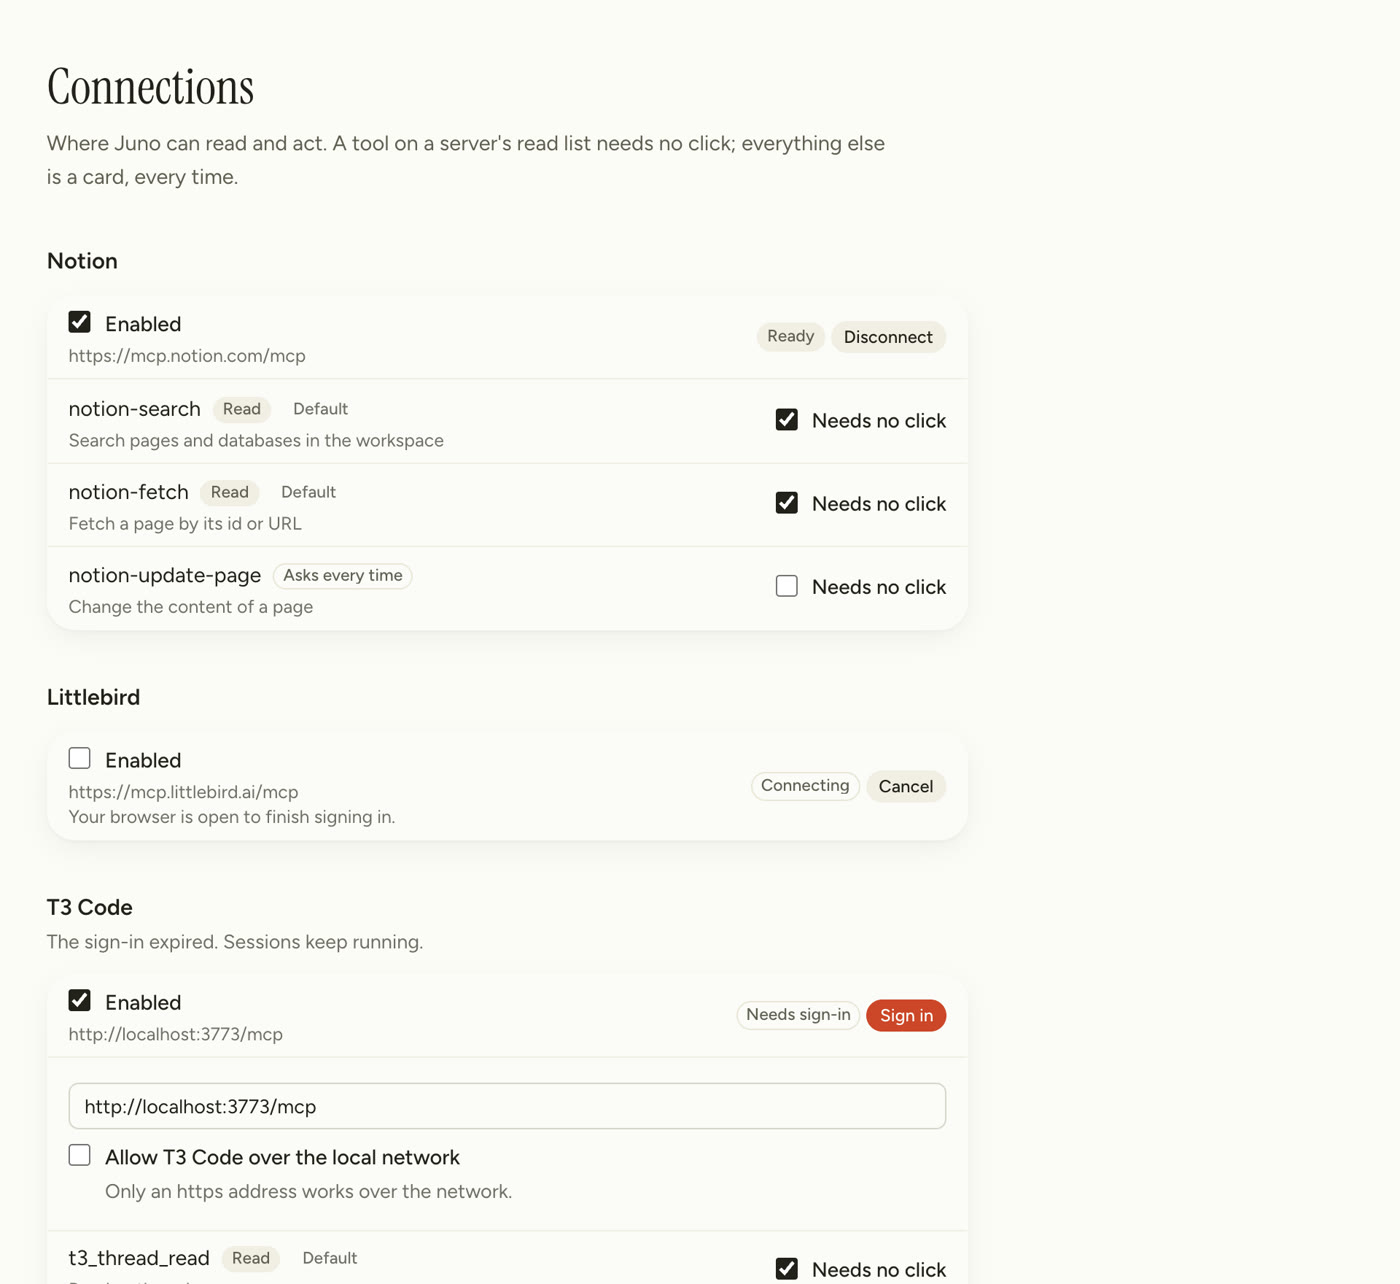 Connections
Where Juno can read and act. A tool on a server's read list needs no click; everything else
is a card, every time.
Notion
Enabled
https://mcp.notion.com/mcp
Ready
Disconnect
notion-search
Read
Default
Search pages and databases in the workspace
Needs no click
notion-fetch
Read
Default
Fetch a page by its id or URL
Needs no click
notion-update-page
Asks every time
Change the content of a page
Needs no click
Littlebird
Enabled
https://mcp.littlebird.ai/mcp
Your browser is open to finish signing in.
Connecting
Cancel
T3 Code
The sign-in expired. Sessions keep running.
Enabled
http://localhost:3773/mcp
Needs sign-in
Sign in
http://localhost:3773/mcp
Allow T3 Code over the local network
Only an https address works over the network.
t3_thread_read
Read
Default
Needs no click